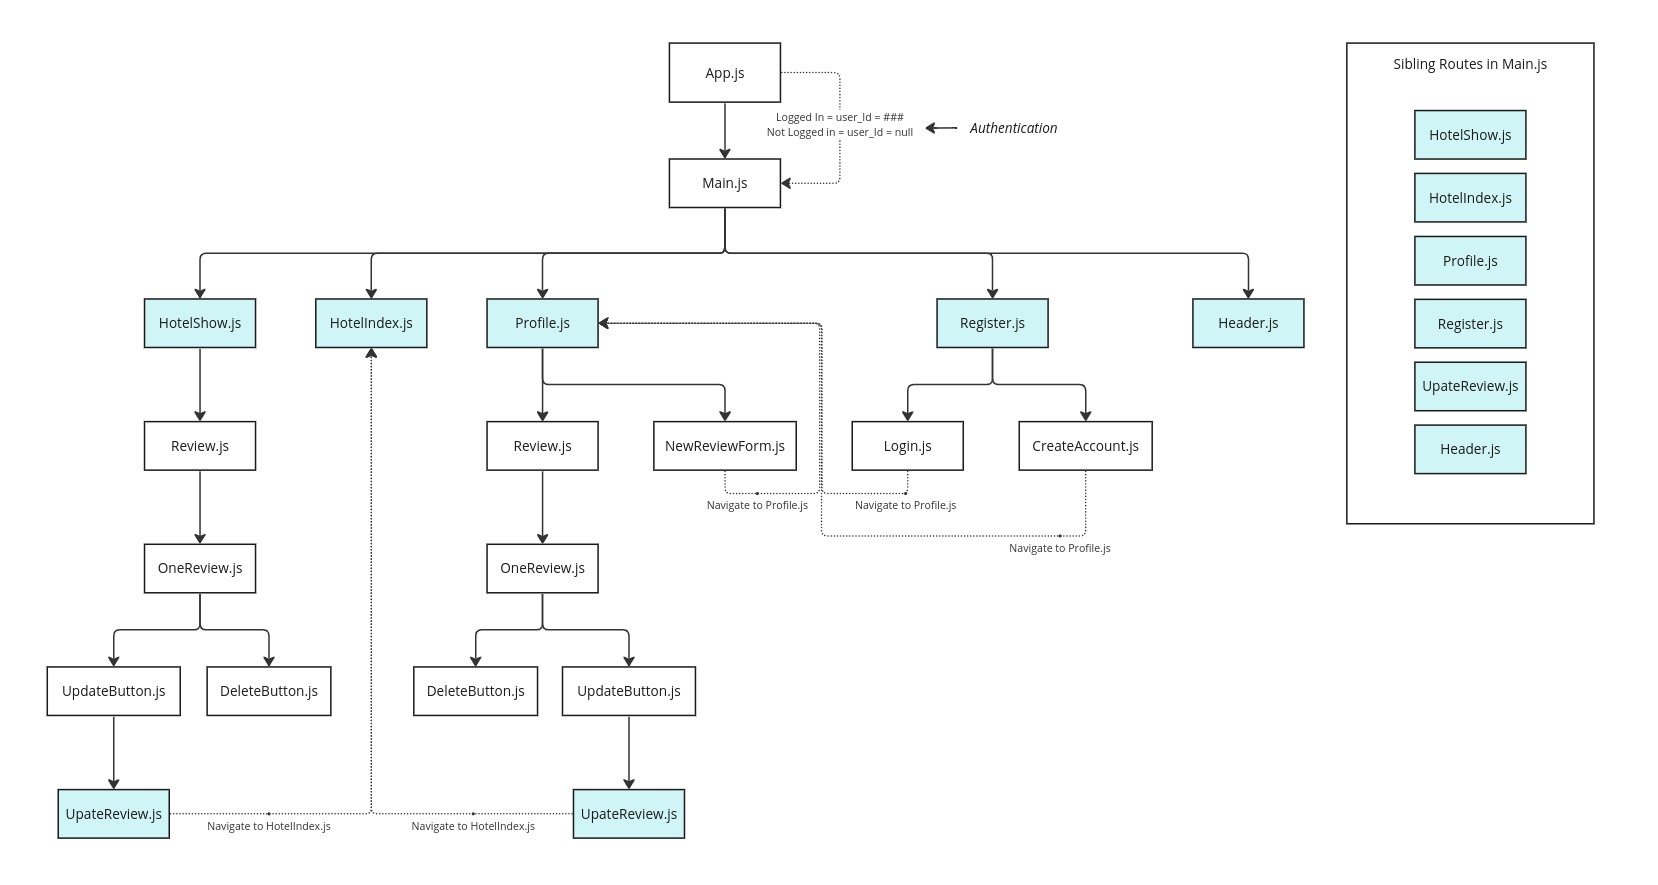 App.js
Sibling Routes in Main.js
Logged In = user_Id = ###
Not Logged in = user_Id = null
Authentication
HotelShow.js
Main.js
HotelIndex.js
Profile.js
HotelShow.js
HotelIndex.js
Profile.js
Register.js
Header.js
Register.js
UpateReview.js
Review.js
Review.js
NewReviewForm.js
Login.js
CreateAccount.js
Header.js
Navigate to Profile.js
Navigate to Profile.js
Navigate to Profile.js
OneReview.js
OneReview.js
UpdateButton.js
DeleteButton.js
DeleteButton.js
UpdateButton.js
UpateReview.js
UpateReview.js
Navigate to HotelIndex.js
Navigate to HotelIndex.js